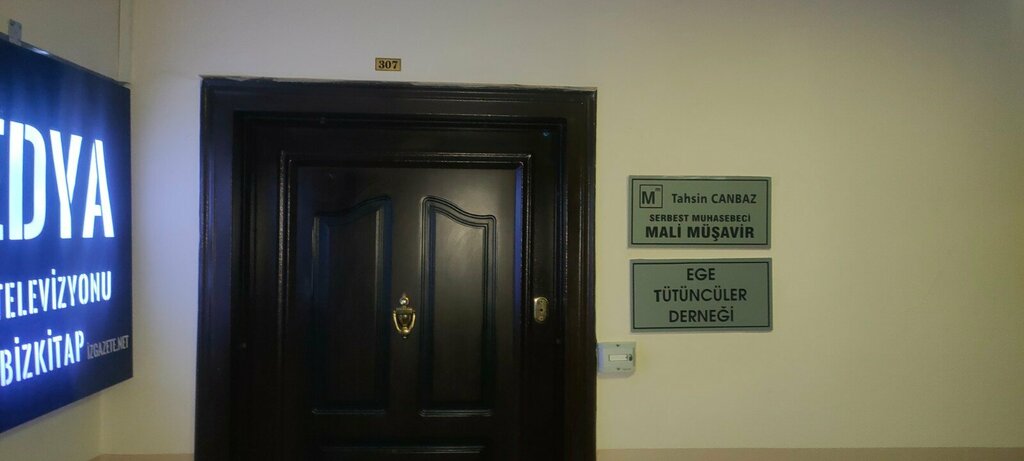 307
EDYA
TELEVİZYONU
BİZKİTAP
İZGAZETE.NET
M
Tahsin CANBAZ
SERBEST MUHASEBECİ
MALİ MÜŞAVİR
EGE
TÜTÜNCÜLER
DERNEĞİ